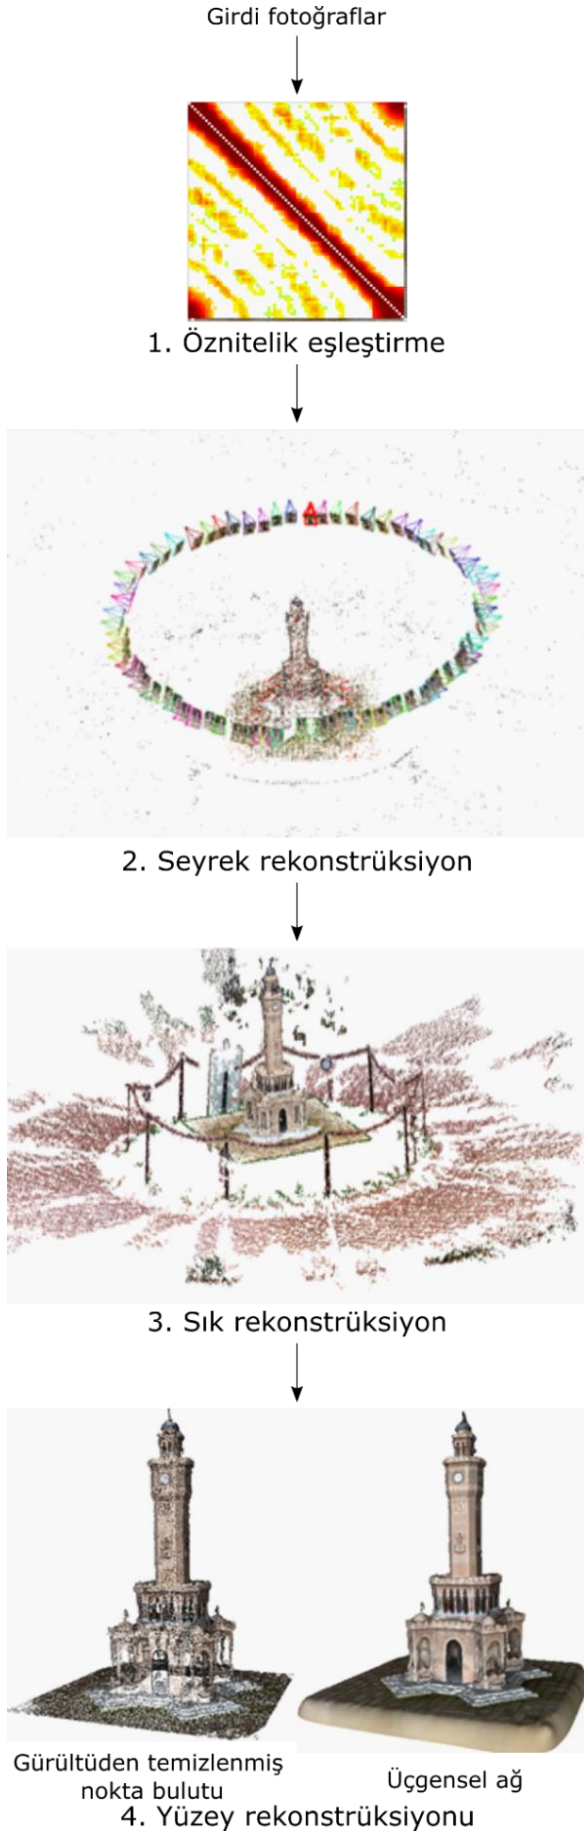 Girdi fotoğraflar
1. Öznitelik eşleştirme
2. Seyrek rekonstrüksiyon
3. Sık rekonstrüksiyon
Gürültüden temizlenmiş
nokta bulutu
Üçgensel ağ
4. Yüzey rekonstrüksiyonu